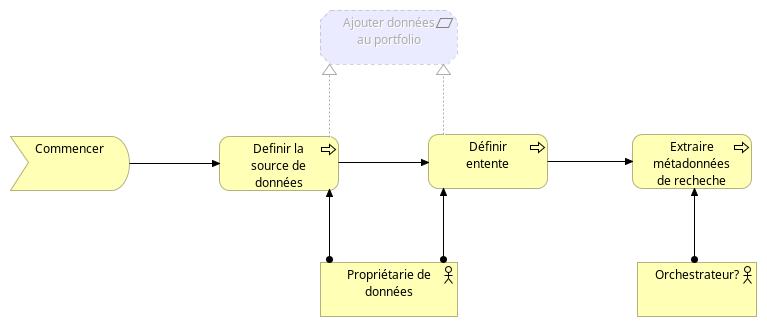 Ajouter données
au portfolio
Commencer
Definir la
source de
données
Définir
entente
Extraire
métadonnées
de recheche
Propriétarie de
données
Orchestrateur?